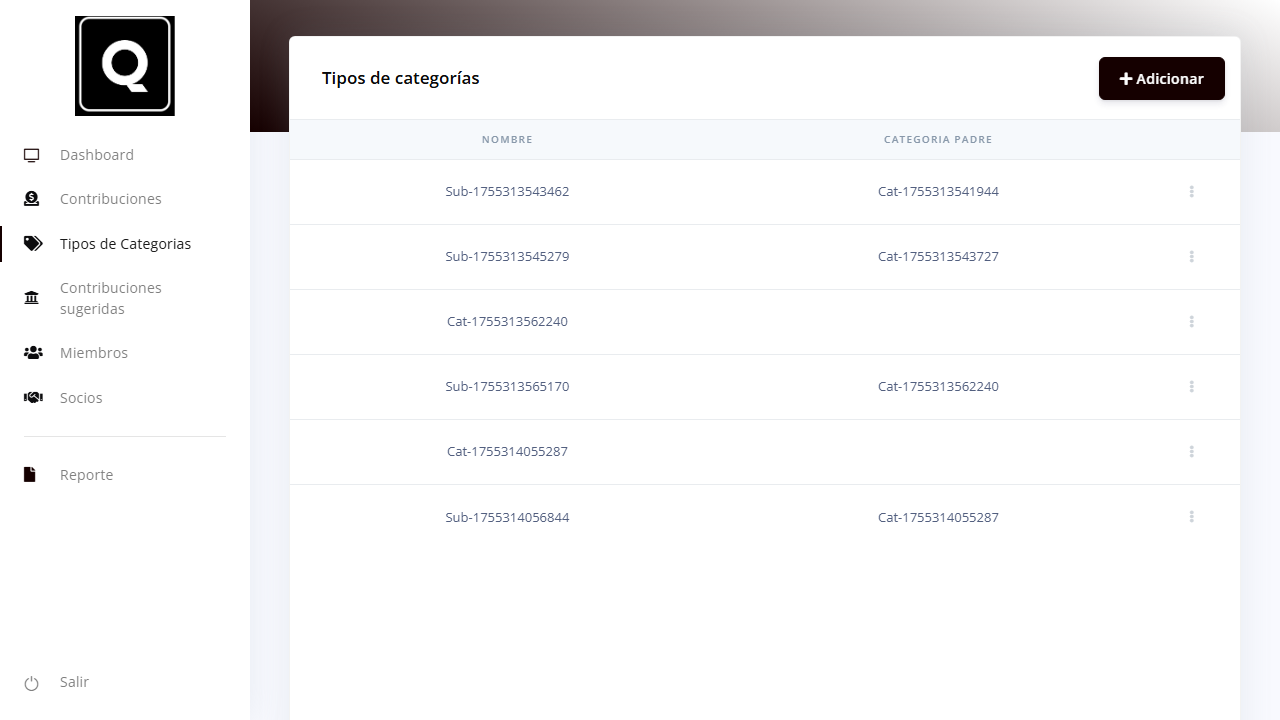 Q
Dashboard
Contribuciones
Tipos de Categorias
Contribuciones
sugeridas
Miembros
Socios
Reporte
Salir
Tipos de categorías
Adicionar
NOMBRE CATEGORIA PADRE
Sub-1755313543462 Cat-1755313541944
Sub-1755313545279 Cat-1755313543727
Cat-1755313562240
Sub-1755313565170 Cat-1755313562240
Cat-1755314055287
Sub-1755314056844 Cat-1755314055287